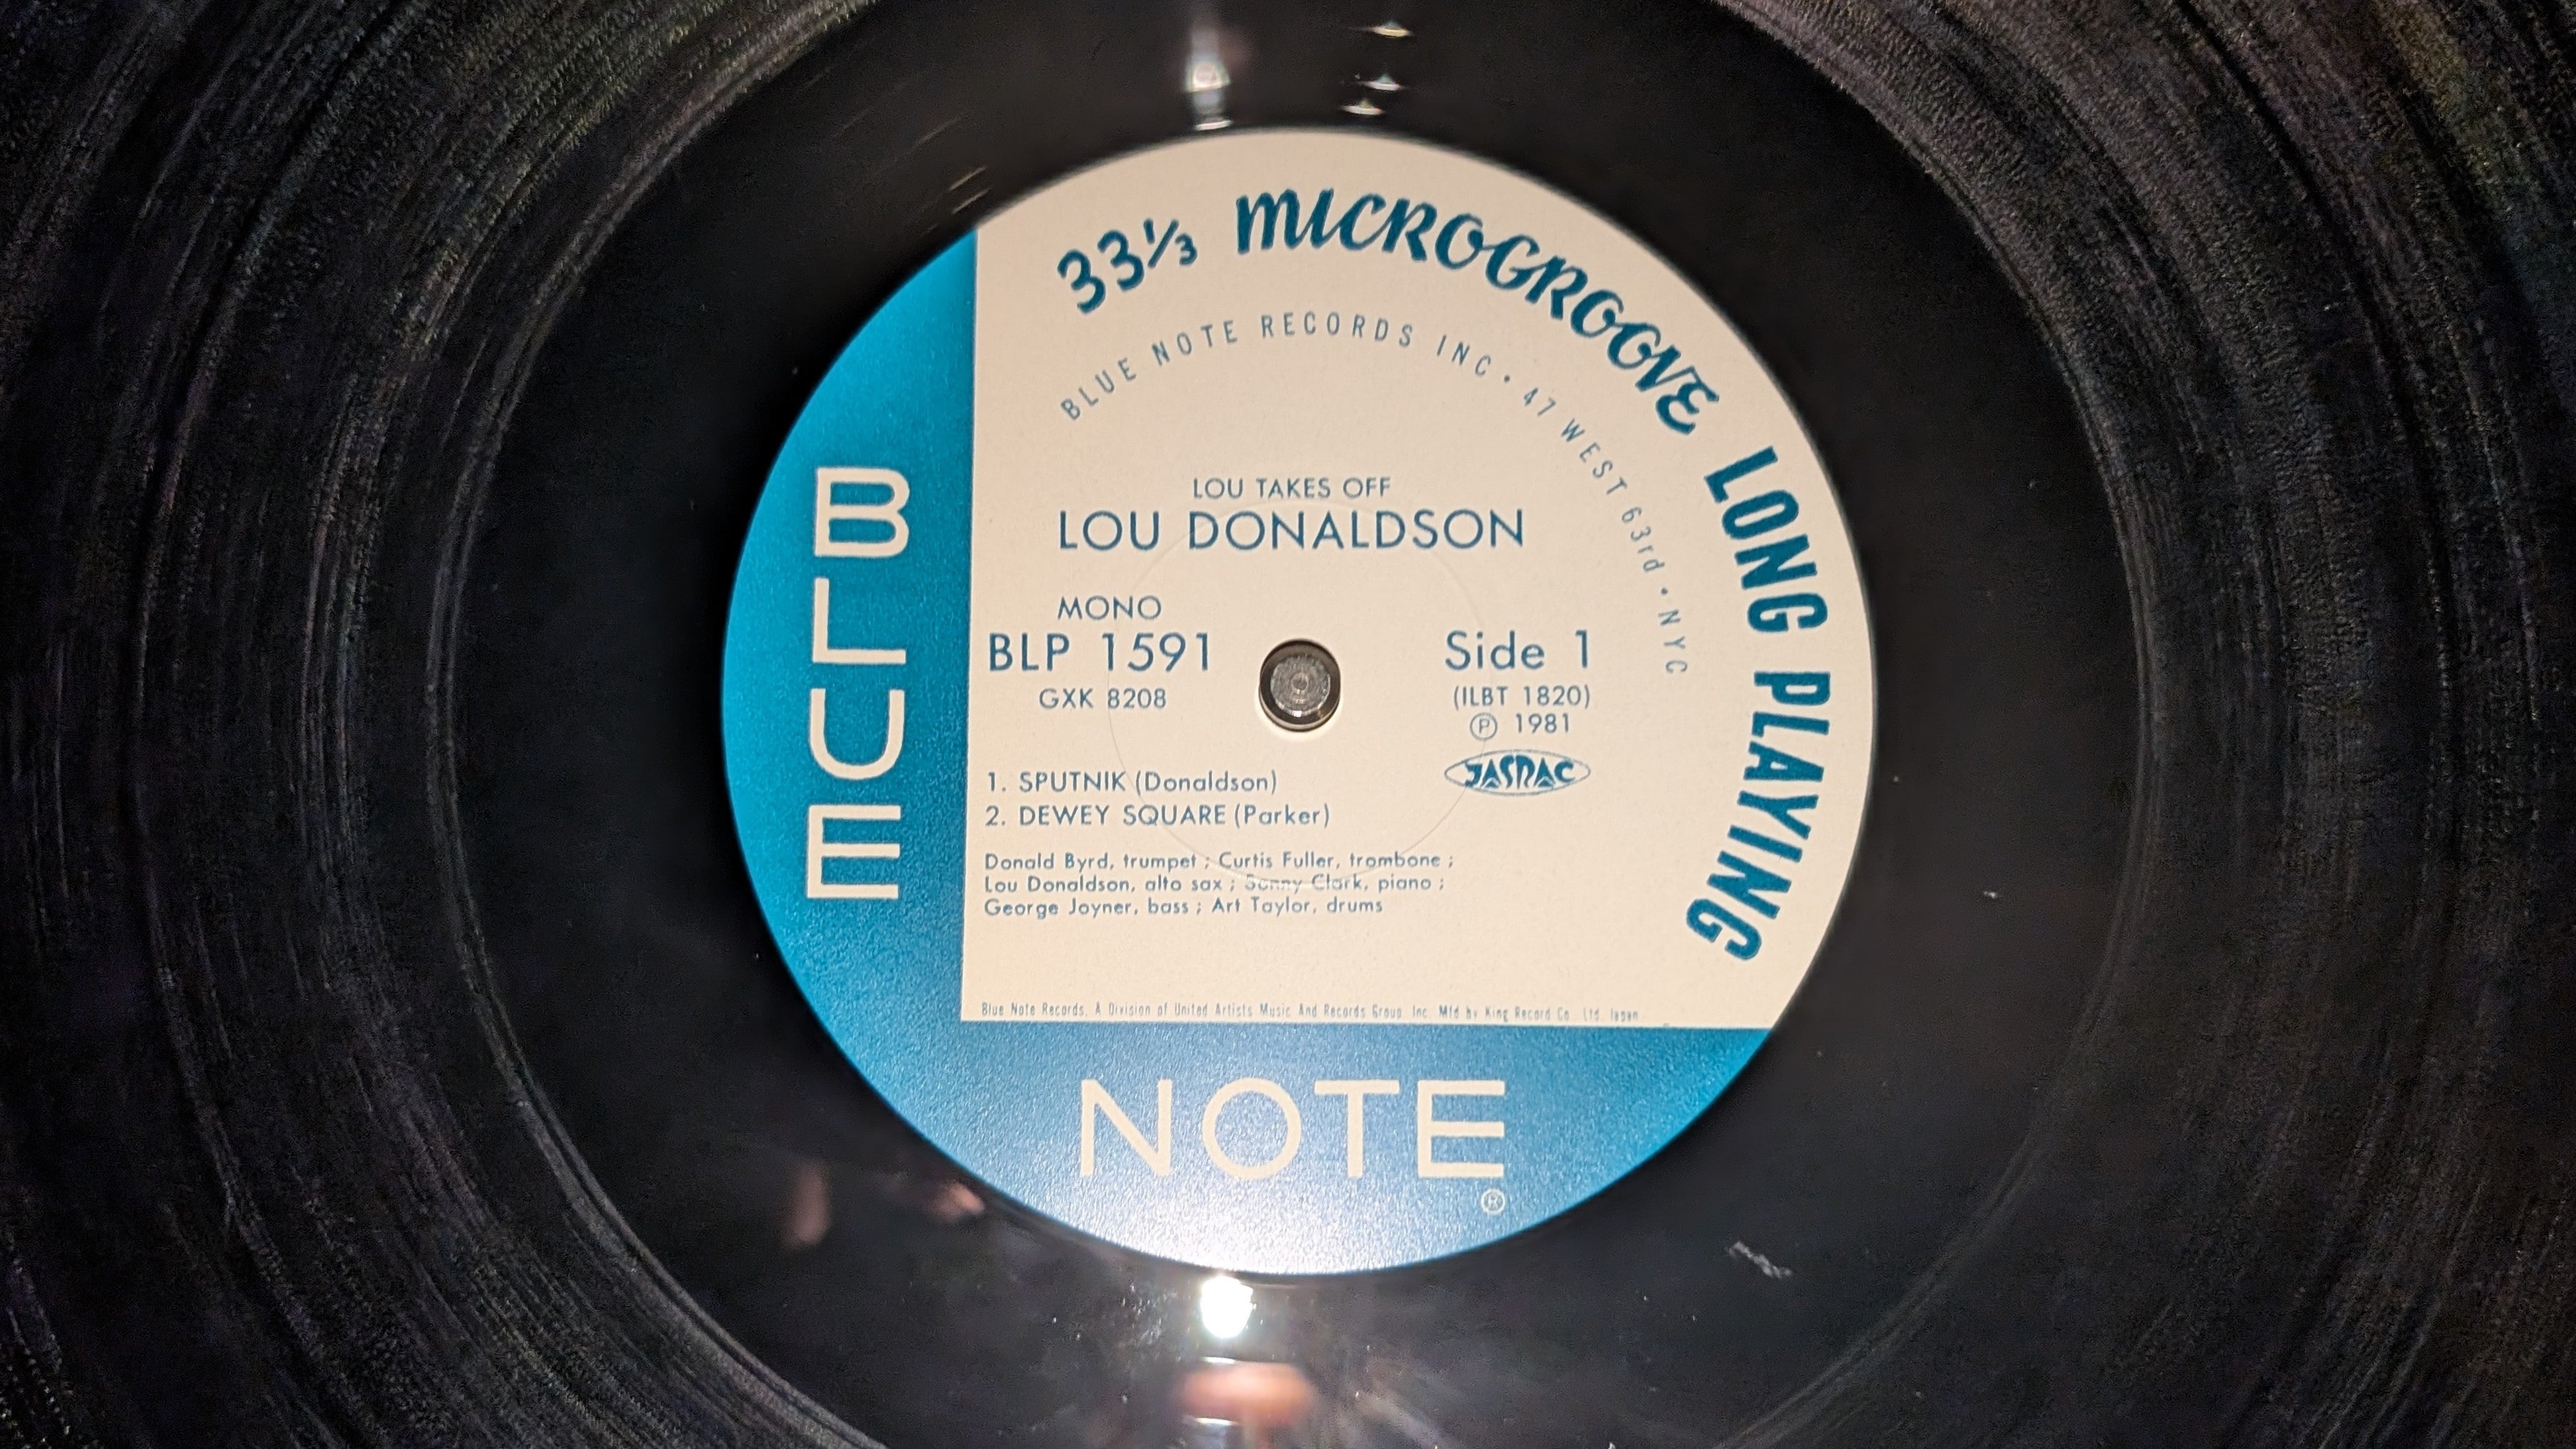 33⅓ MICROGROOVE LONG PLAYING
BLUE NOTE RECORDS INC • 47 WEST 63rd • NYC
LOU TAKES OFF
LOU DONALDSON
MONO
BLP 1591
GXK 8208
Side 1
(ILBT 1820)
Ⓟ 1981
JASRAC
1. SPUTNIK (Donaldson)
2. DEWEY SQUARE (Parker)
Donald Byrd, trumpet ; Curtis Fuller, trombone ;
Lou Donaldson, alto sax ; Sonny Clark, piano ;
George Joyner, bass ; Art Taylor, drums
Blue Note Records, A Division of United Artists Music And Records Group, Inc. Mfd by King Record Co., Ltd. Japan
BLUE
NOTE
®